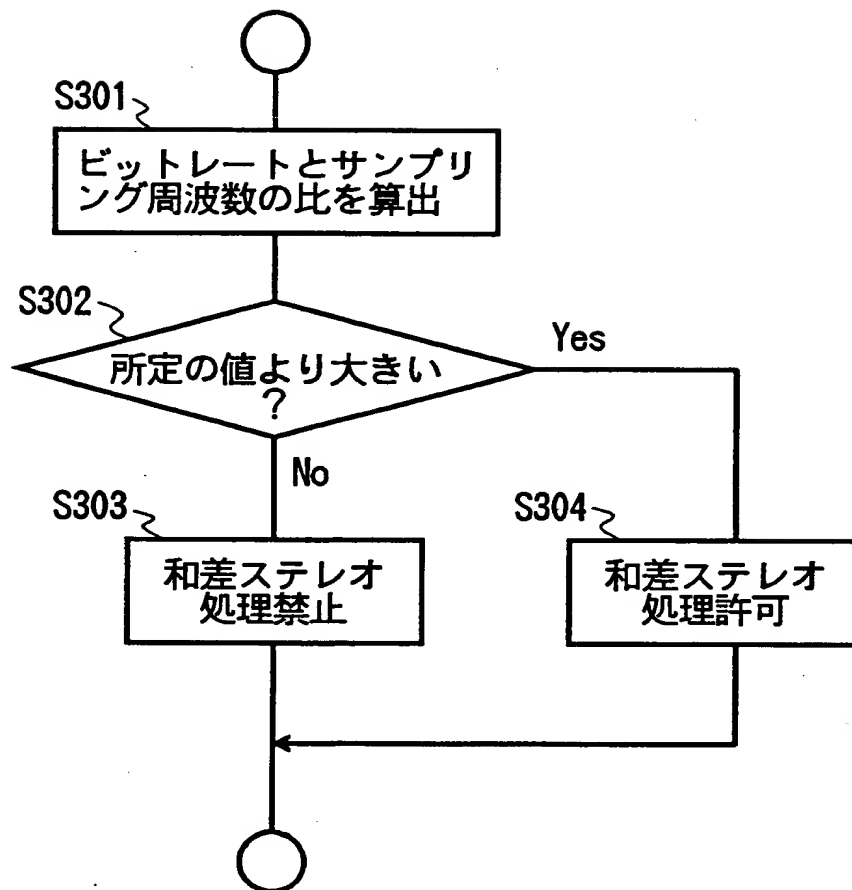 S301
ビットレートとサンプリ
ング周波数の比を算出
S302
所定の値より大きい
?
Yes
No
S303
和差ステレオ
処理禁止
S304
和差ステレオ
処理許可